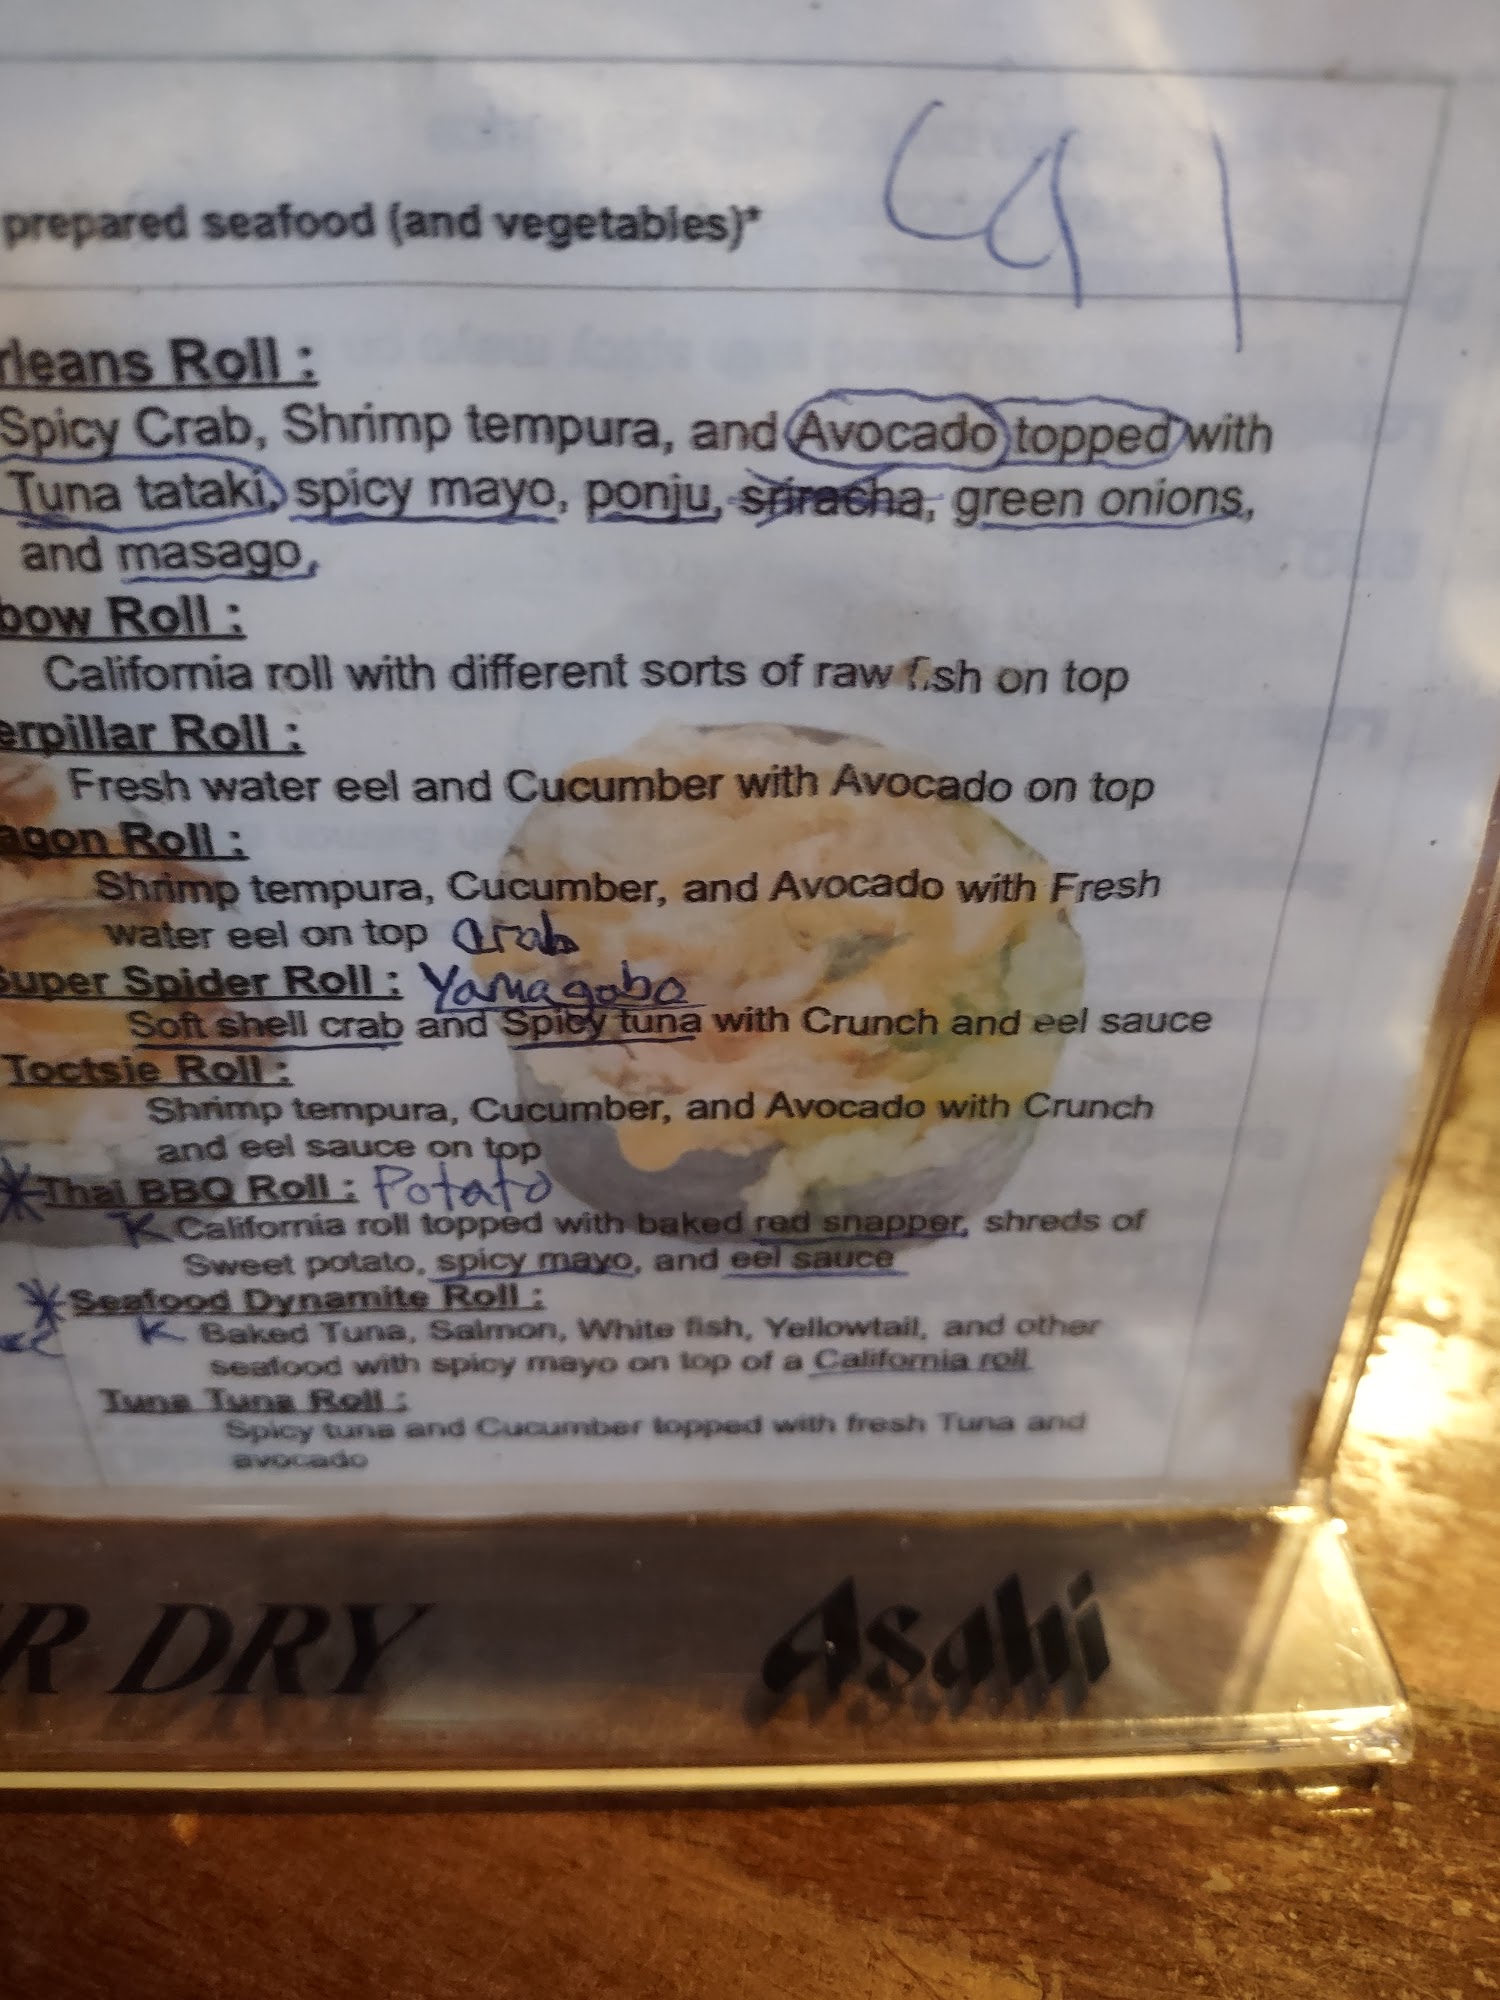 prepared seafood (and vegetables)*
rleans Roll :
Spicy Crab, Shrimp tempura, and Avocado topped with
Tuna tataki, spicy mayo, ponju, sriracha, green onions,
and masago,
bow Roll :
California roll with different sorts of raw fish on top
erpillar Roll :
Fresh water eel and Cucumber with Avocado on top
agon Roll :
Shrimp tempura, Cucumber, and Avocado with Fresh
water eel on top crab
Super Spider Roll : Yamagobo
Soft shell crab and Spicy tuna with Crunch and eel sauce
Toctsie Roll :
Shrimp tempura, Cucumber, and Avocado with Crunch
and eel sauce on top
Thai BBQ Roll : Potato
California roll topped with baked red snapper, shreds of
Sweet potato, spicy mayo, and eel sauce
Seafood Dynamite Roll :
Baked Tuna, Salmon, White fish, Yellowtail, and other
seafood with spicy mayo on top of a California roll
Tuna Tuna Roll :
Spicy tuna and Cucumber topped with fresh Tuna and
avocado
R DRY Asahi